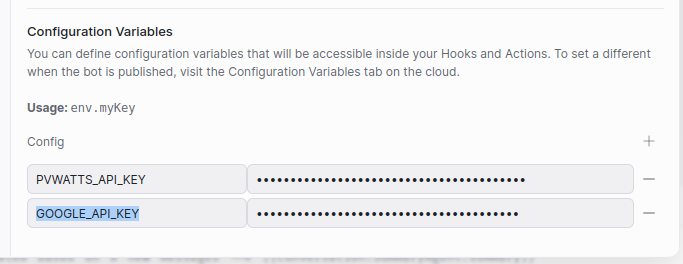 Configuration Variables
You can define configuration variables that will be accessible inside your Hooks and Actions. To set a different
when the bot is published, visit the Configuration Variables tab on the cloud.
Usage: env.myKey
Config
PVWATTS_API_KEY
GOOGLE_API_KEY